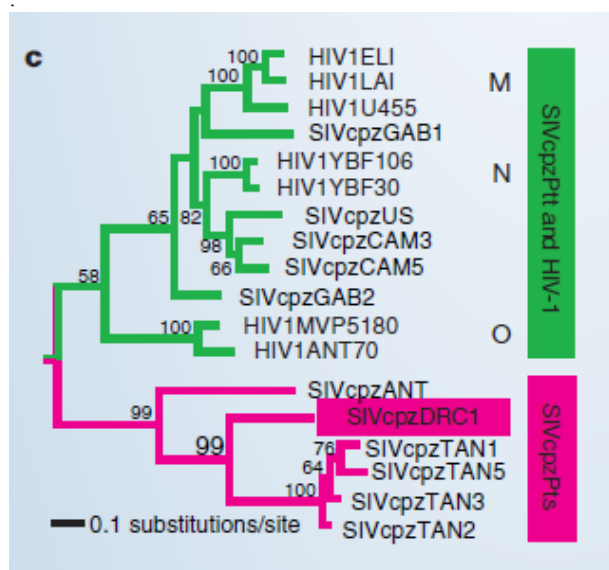 c
100
HIV1ELI
100
HIV1LAI
M
HIV1U455
SIVcpzGAB1
100
HIV1YBF106
N
HIV1YBF30
65
82
SIVcpzUS
98
SIVcpzCAM3
66
SIVcpzCAM5
58
SIVcpzGAB2
100
HIV1MVP5180
O
HIV1ANT70
SIVcpzPtt and HIV-1
SIVcpzANT
99
SIVcpzDRC1
99
76
SIVcpzTAN1
64
SIVcpzTAN5
100
SIVcpzTAN3
SIVcpzTAN2
SIVcpzPts
0.1 substitutions/site